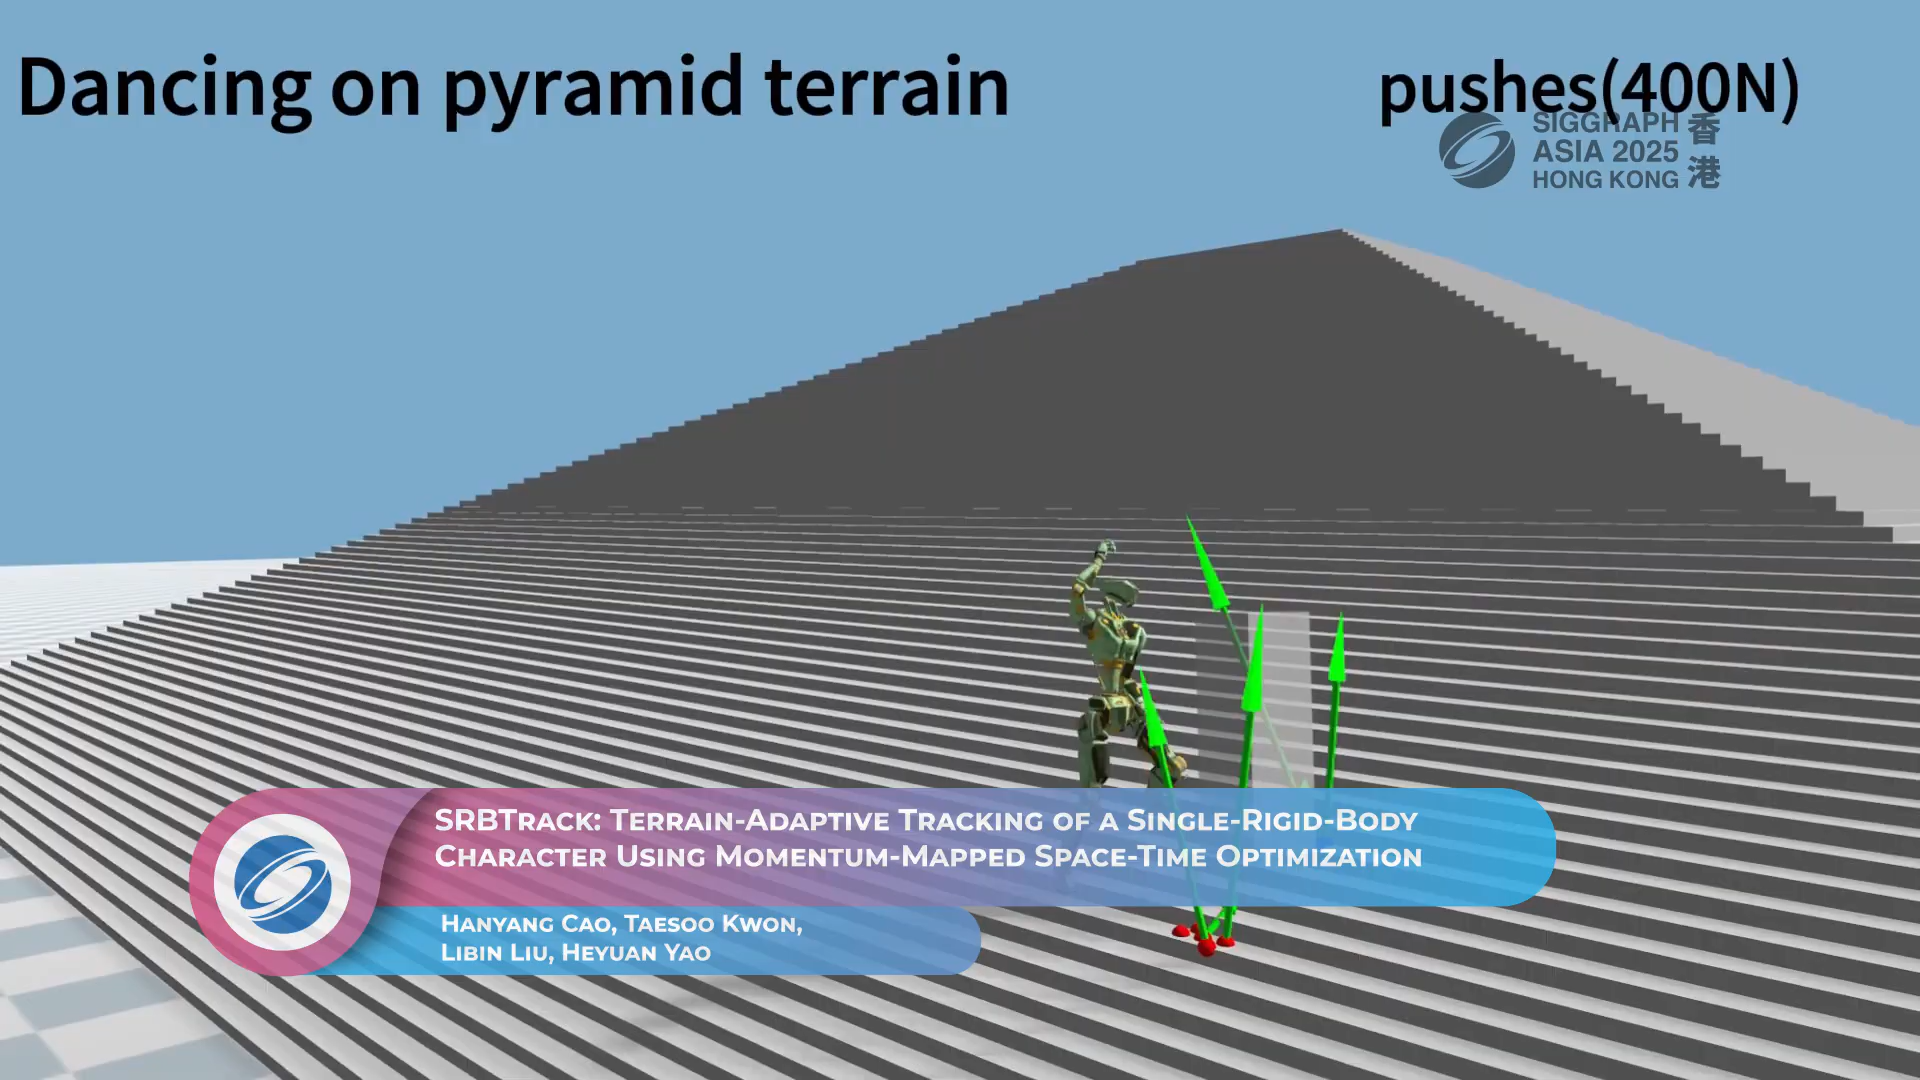 Dancing on pyramid terrain
pushes(400N)
SIGGRAPH
ASIA 2025
HONG KONG
香港
SRBTrack: Terrain-Adaptive Tracking of a Single-Rigid-Body
Character Using Momentum-Mapped Space-Time Optimization
Hanyang Cao, Taesoo Kwon,
Libin Liu, Heyuan Yao